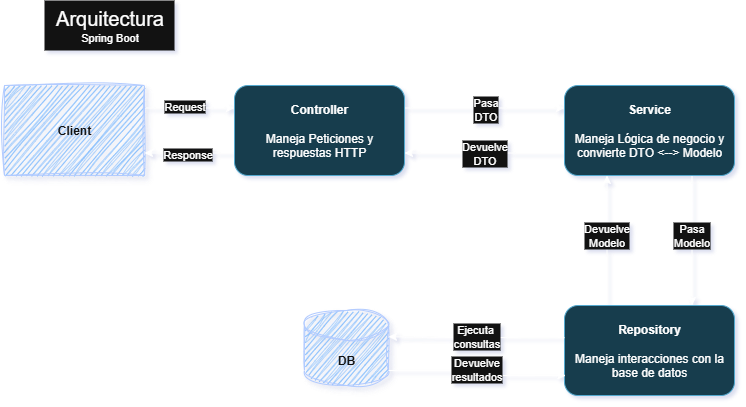 Arquitectura
Spring Boot
Client
Request
Response
Controller
Maneja Peticiones y
respuestas HTTP
Pasa
DTO
Devuelve
DTO
Service
Maneja Lógica de negocio y
convierte DTO <--> Modelo
Devuelve
Modelo
Pasa
Modelo
DB
Ejecuta
consultas
Devuelve
resultados
Repository
Maneja interacciones con la
base de datos